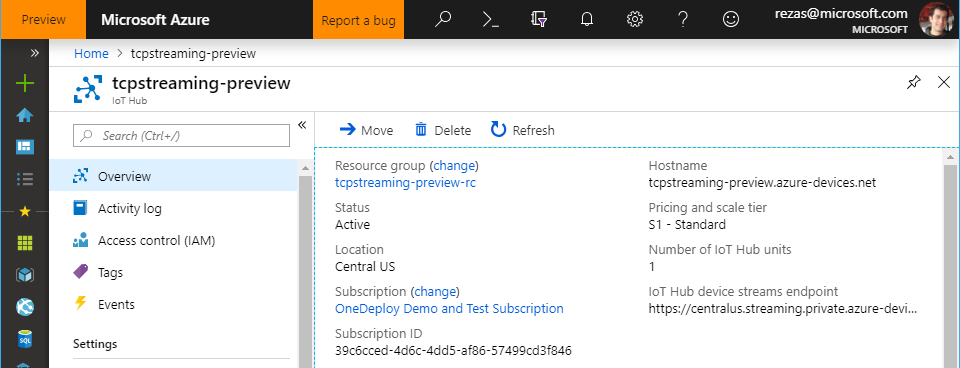 Preview
Microsoft Azure
Report a bug
rezas@microsoft.com
MICROSOFT
Home > tcpstreaming-preview
tcpstreaming-preview
IoT Hub
Search (Ctrl+/)
Overview
Activity log
Access control (IAM)
Tags
Events
Settings
Move Delete Refresh
Resource group (change)
tcpstreaming-preview-rc
Status
Active
Location
Central US
Subscription (change)
OneDeploy Demo and Test Subscription
Subscription ID
39c6cced-4d6c-4dd5-af86-57499cd3f846
Hostname
tcpstreaming-preview.azure-devices.net
Pricing and scale tier
S1 - Standard
Number of IoT Hub units
1
IoT Hub device streams endpoint
https://centralus.streaming.private.azure-devi...
SQL